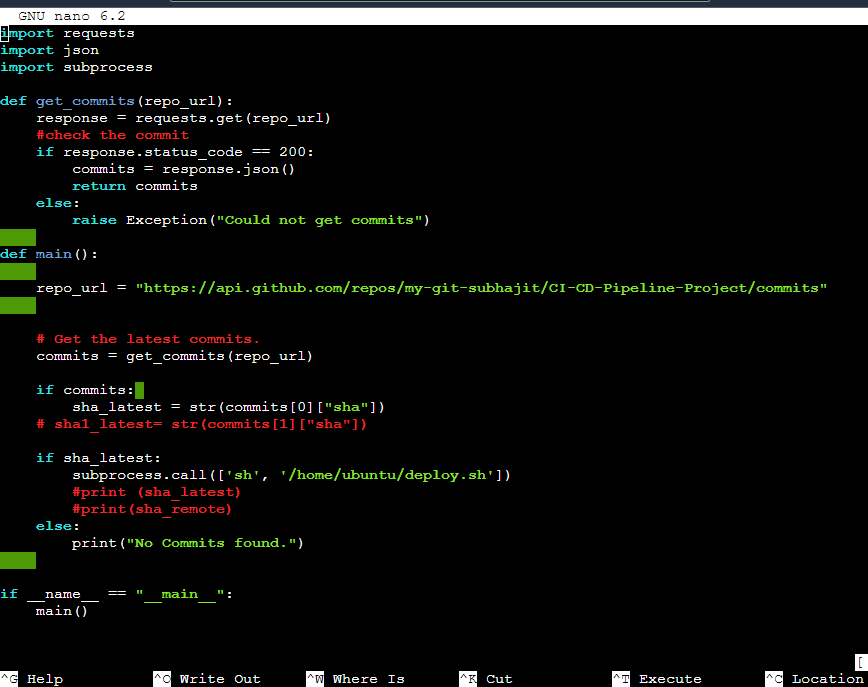 GNU nano 6.2
import requests
import json
import subprocess
def get_commits(repo_url):
    response = requests.get(repo_url)
    #check the commit
    if response.status_code == 200:
        commits = response.json()
        return commits
    else:
        raise Exception("Could not get commits")
def main():
    repo_url = "https://api.github.com/repos/my-git-subhajit/CI-CD-Pipeline-Project/commits"
    # Get the latest commits.
    commits = get_commits(repo_url)
    if commits:
        sha_latest = str(commits[0]["sha"])
    # sha1_latest= str(commits[1]["sha"])
    if sha_latest:
        subprocess.call(['sh', '/home/ubuntu/deploy.sh'])
        #print (sha_latest)
        #print(sha_remote)
    else:
        print("No Commits found.")
if __name__ == "__main__":
    main()
[
^G Help ^O Write Out ^W Where Is ^K Cut ^T Execute ^C Location